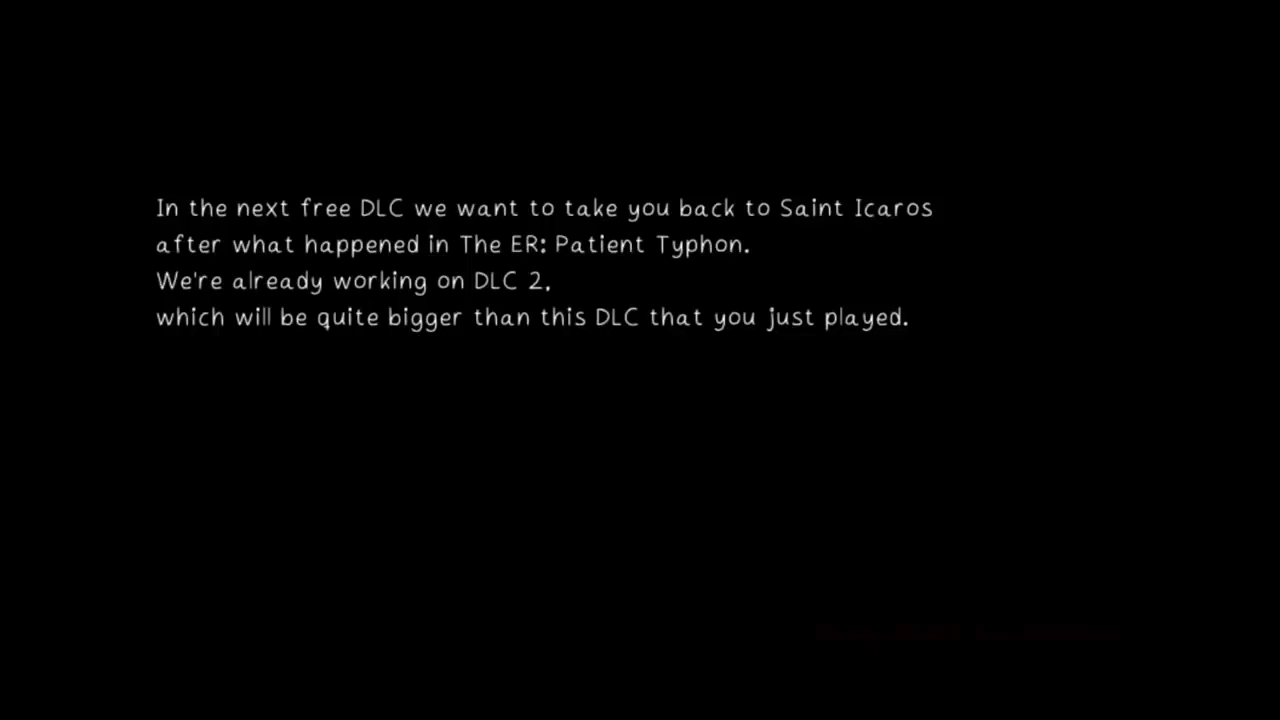 In the next free DLC we want to take you back to Saint Icaros
after what happened in The ER: Patient Typhon.
We're already working on DLC 2,
which will be quite bigger than this DLC that you just played.